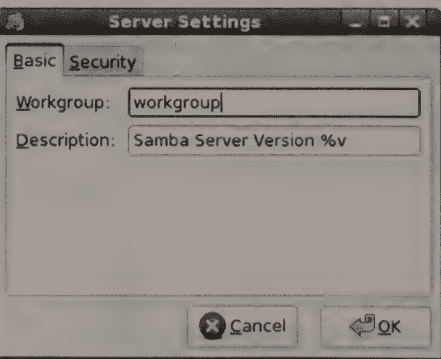 Server Settings
Basic Security
Workgroup: workgroup
Description: Samba Server Version %v
Cancel OK